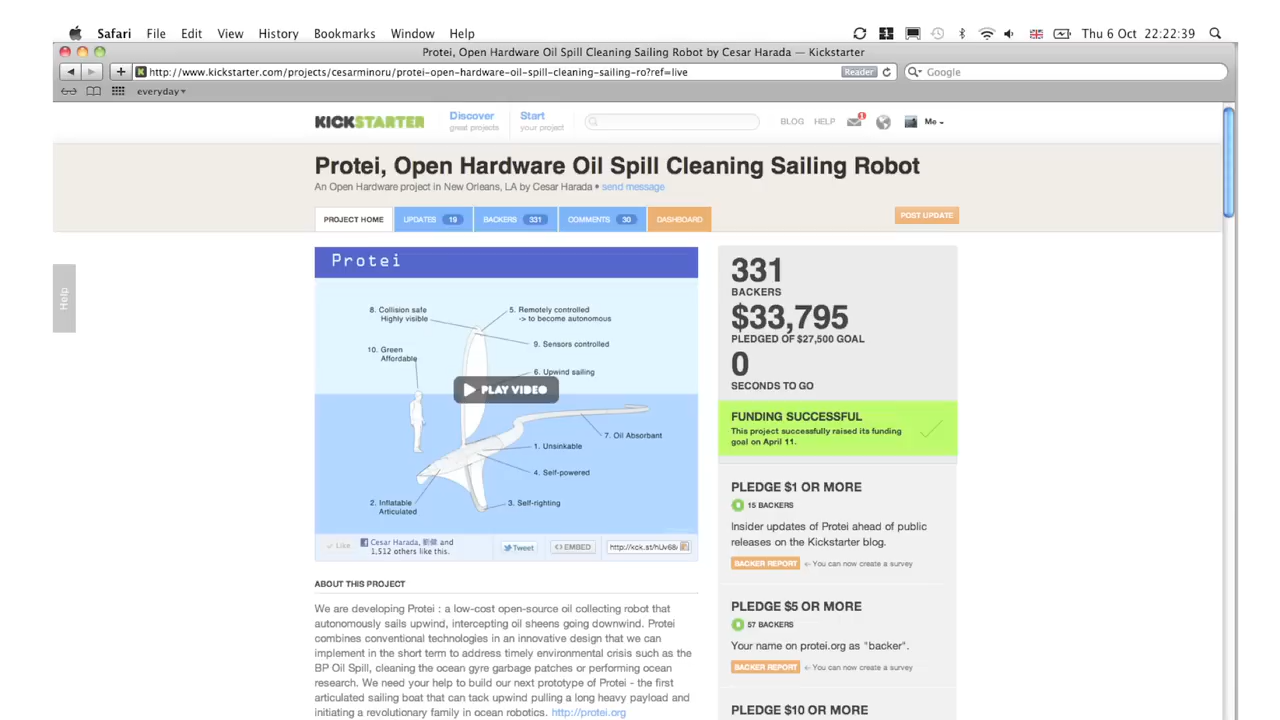 Safari File Edit View History Bookmarks Window Help Thu 6 Oct 22:22:39
Protei, Open Hardware Oil Spill Cleaning Sailing Robot by Cesar Harada — Kickstarter
http://www.kickstarter.com/projects/cesarminoru/protei-open-hardware-oil-spill-cleaning-sailing-ro?ref=live Reader Google
everyday
KICKSTARTER Discover Start BLOG HELP 1 Me
great projects your project
Protei, Open Hardware Oil Spill Cleaning Sailing Robot
An Open Hardware project in New Orleans, LA by Cesar Harada • send message
PROJECT HOME UPDATES 19 BACKERS 331 COMMENTS 30 DASHBOARD POST UPDATE
Help
Protei
8. Collision safe
Highly visible
5. Remotely controlled
-> to become autonomous
9. Sensors controlled
10. Green
Affordable
6. Upwind sailing
PLAY VIDEO
7. Oil Absorbant
1. Unsinkable
4. Self-powered
2. Inflatable
Articulated
3. Self-righting
Like Cesar Harada, 劉偉 and
1,512 others like this.
Tweet <> EMBED http://kck.st/hUv68
331
BACKERS
$33,795
PLEDGED OF $27,500 GOAL
0
SECONDS TO GO
FUNDING SUCCESSFUL
This project successfully raised its funding
goal on April 11.
PLEDGE $1 OR MORE
15 BACKERS
Insider updates of Protei ahead of public
releases on the Kickstarter blog.
BACKER REPORT ← You can now create a survey
PLEDGE $5 OR MORE
57 BACKERS
Your name on protei.org as "backer".
BACKER REPORT ← You can now create a survey
PLEDGE $10 OR MORE
ABOUT THIS PROJECT
We are developing Protei : a low-cost open-source oil collecting robot that
autonomously sails upwind, intercepting oil sheens going downwind. Protei
combines conventional technologies in an innovative design that we can
implement in the short term to address timely environmental crisis such as the
BP Oil Spill, cleaning the ocean gyre garbage patches or performing ocean
research. We need your help to build our next prototype of Protei - the first
articulated sailing boat that can tack upwind pulling a long heavy payload and
initiating a revolutionary family in ocean robotics. http://protei.org